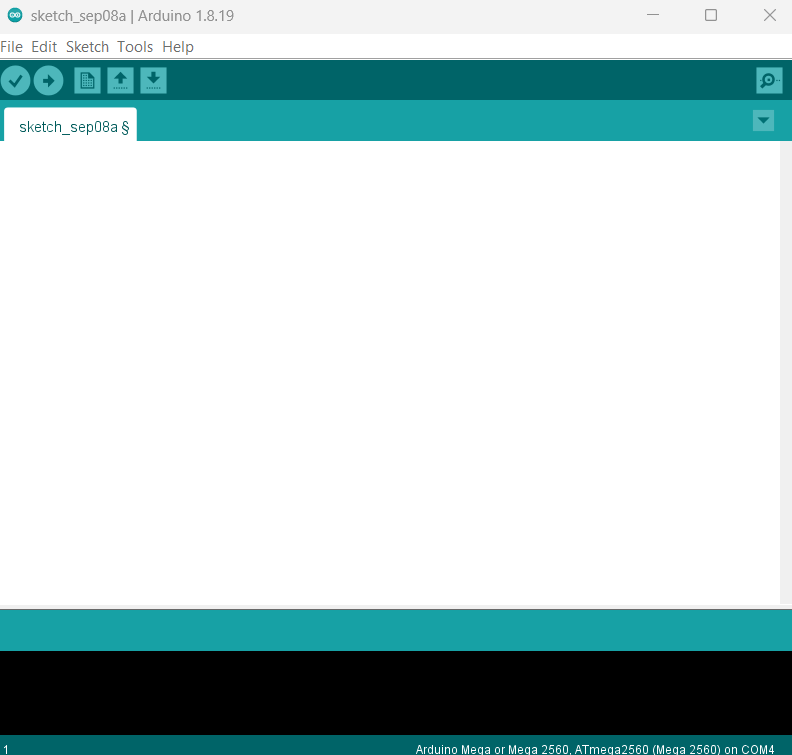 sketch_sep08a | Arduino 1.8.19
File Edit Sketch Tools Help
sketch_sep08a §
1 Arduino Mega or Mega 2560, ATmega2560 (Mega 2560) on COM4